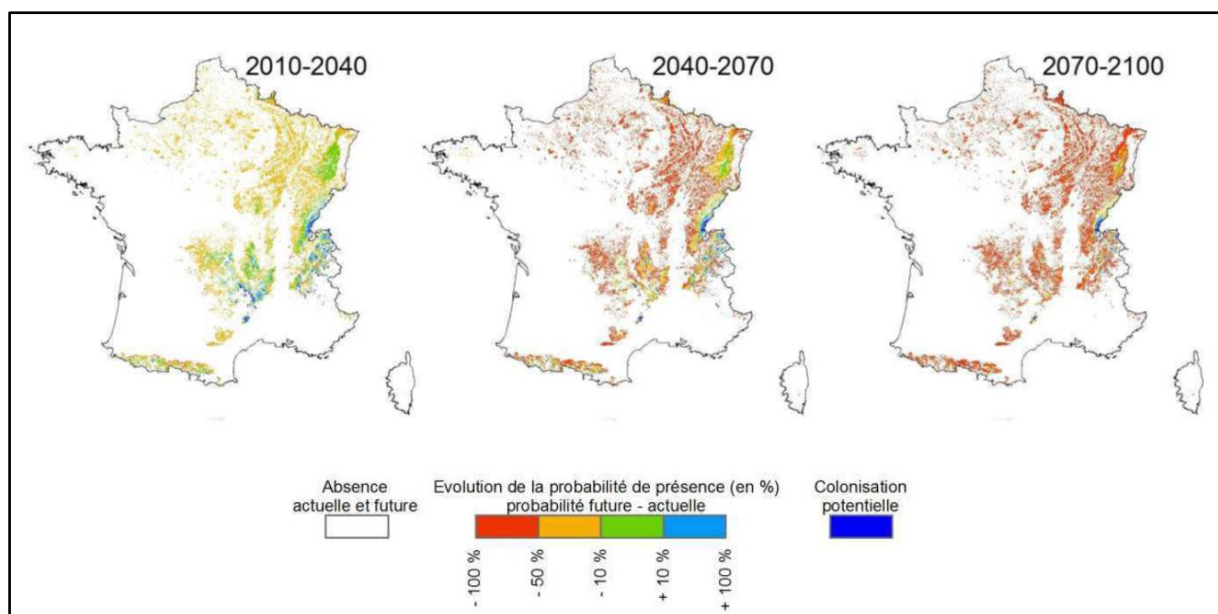 2010-2040
2040-2070
2070-2100
Absence
actuelle et future
Evolution de la probabilité de présence (en %)
probabilité future - actuelle
Colonisation
potentielle
- 100 %
- 50 %
- 10 %
+ 10 %
+ 100 %